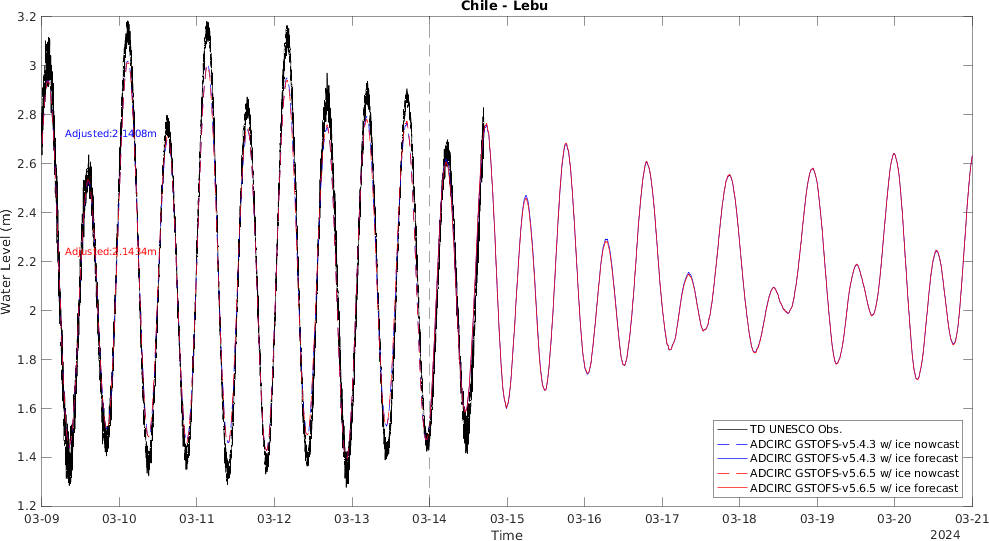 Chile - Lebu
3.2
3
2.8
2.6
2.4
2.2
2
1.8
1.6
1.4
1.2
Water Level (m)
Adjusted:2.1408m
Adjusted:2.1434m
TD UNESCO Obs.
ADCIRC GSTOFS-v5.4.3 w/ ice nowcast
ADCIRC GSTOFS-v5.4.3 w/ ice forecast
ADCIRC GSTOFS-v5.6.5 w/ ice nowcast
ADCIRC GSTOFS-v5.6.5 w/ ice forecast
03-09 03-10 03-11 03-12 03-13 03-14 03-15 03-16 03-17 03-18 03-19 03-20 03-21
Time
2024